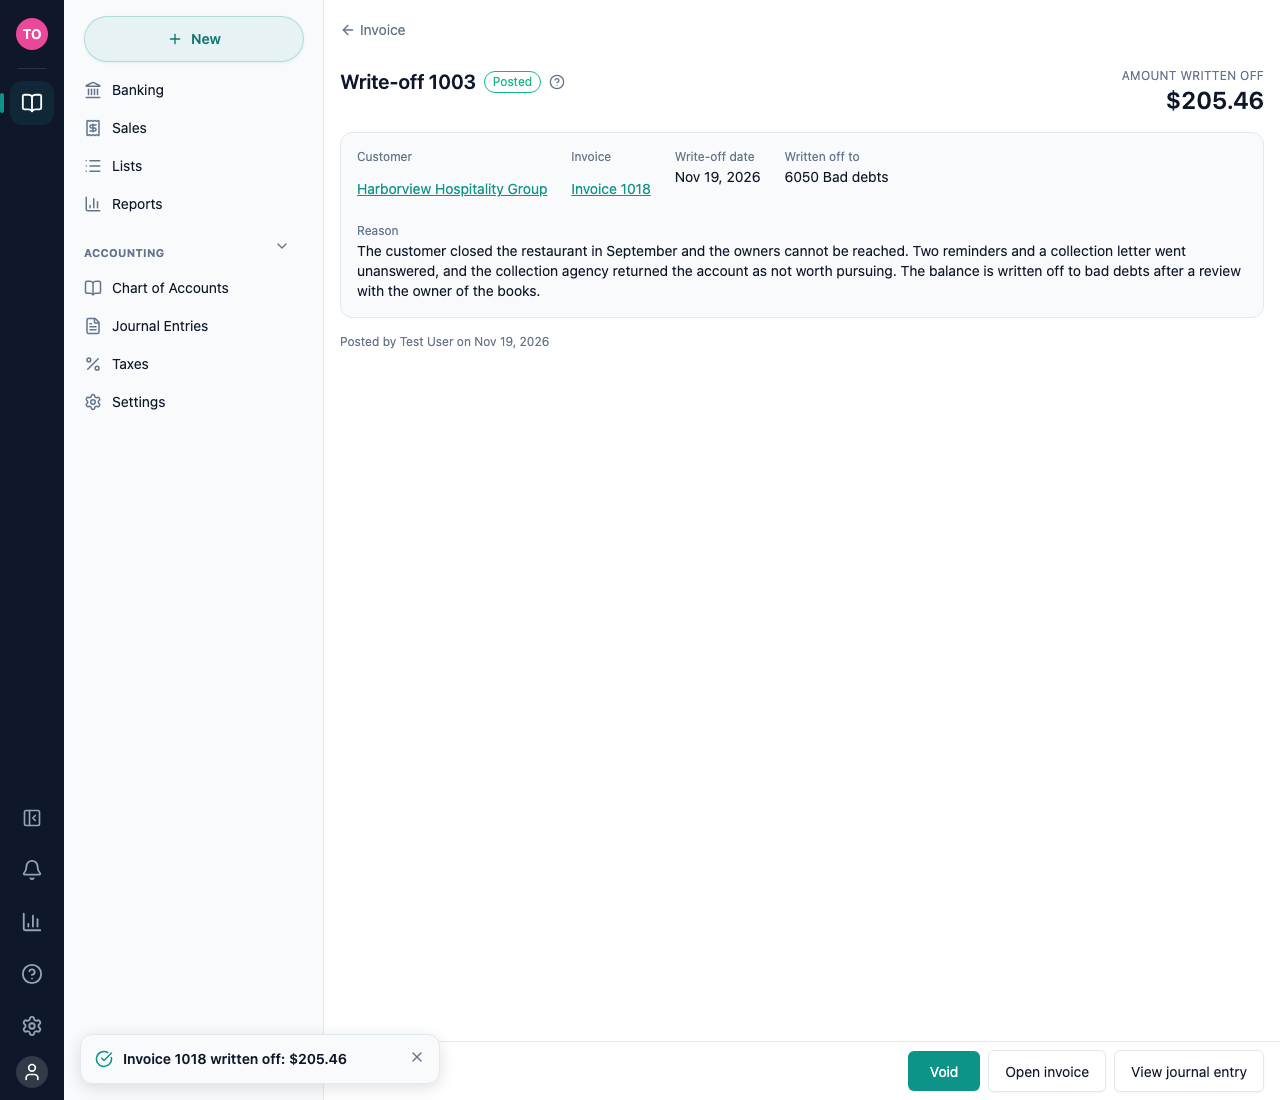 TO
New
Banking
Sales
Lists
Reports
ACCOUNTING
Chart of Accounts
Journal Entries
Taxes
Settings
Invoice
Write-off 1003
Posted
AMOUNT WRITTEN OFF
$205.46
Customer
Harborview Hospitality Group
Invoice
Invoice 1018
Write-off date
Nov 19, 2026
Written off to
6050 Bad debts
Reason
The customer closed the restaurant in September and the owners cannot be reached. Two reminders and a collection letter went
unanswered, and the collection agency returned the account as not worth pursuing. The balance is written off to bad debts after a review
with the owner of the books.
Posted by Test User on Nov 19, 2026
Invoice 1018 written off: $205.46
Void
Open invoice
View journal entry